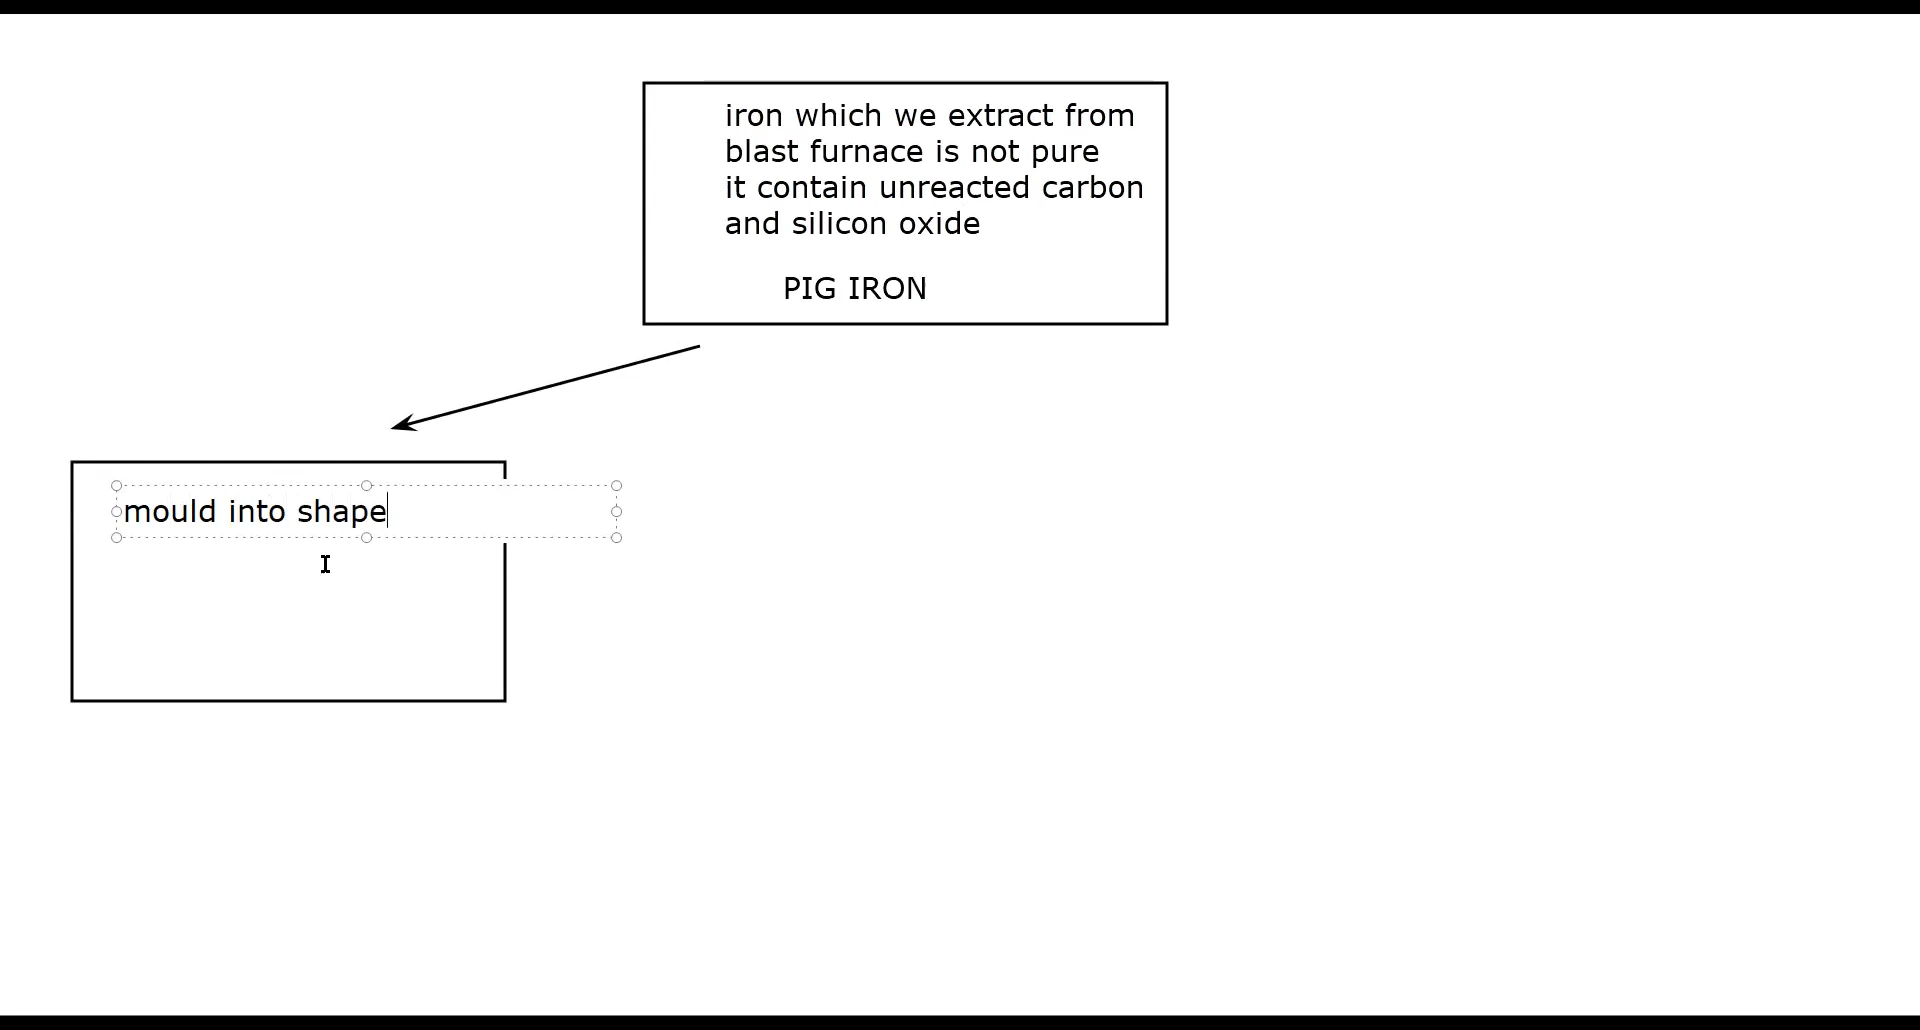 iron which we extract from
blast furnace is not pure
it contain unreacted carbon
and silicon oxide
PIG IRON
mould into shape